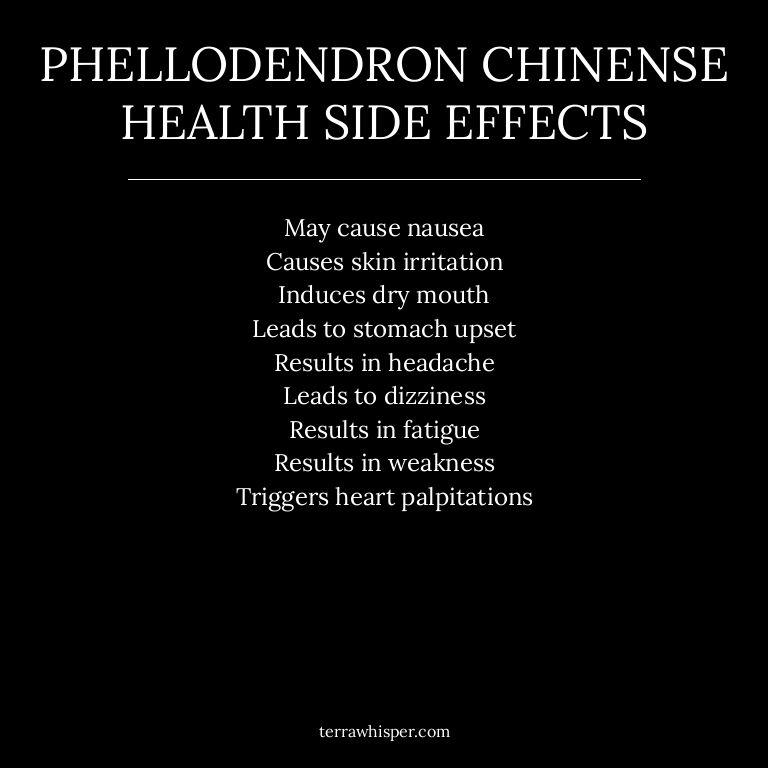 PHELLODENDRON CHINENSE
HEALTH SIDE EFFECTS
May cause nausea
Causes skin irritation
Induces dry mouth
Leads to stomach upset
Results in headache
Leads to dizziness
Results in fatigue
Results in weakness
Triggers heart palpitations
terrawhisper.com